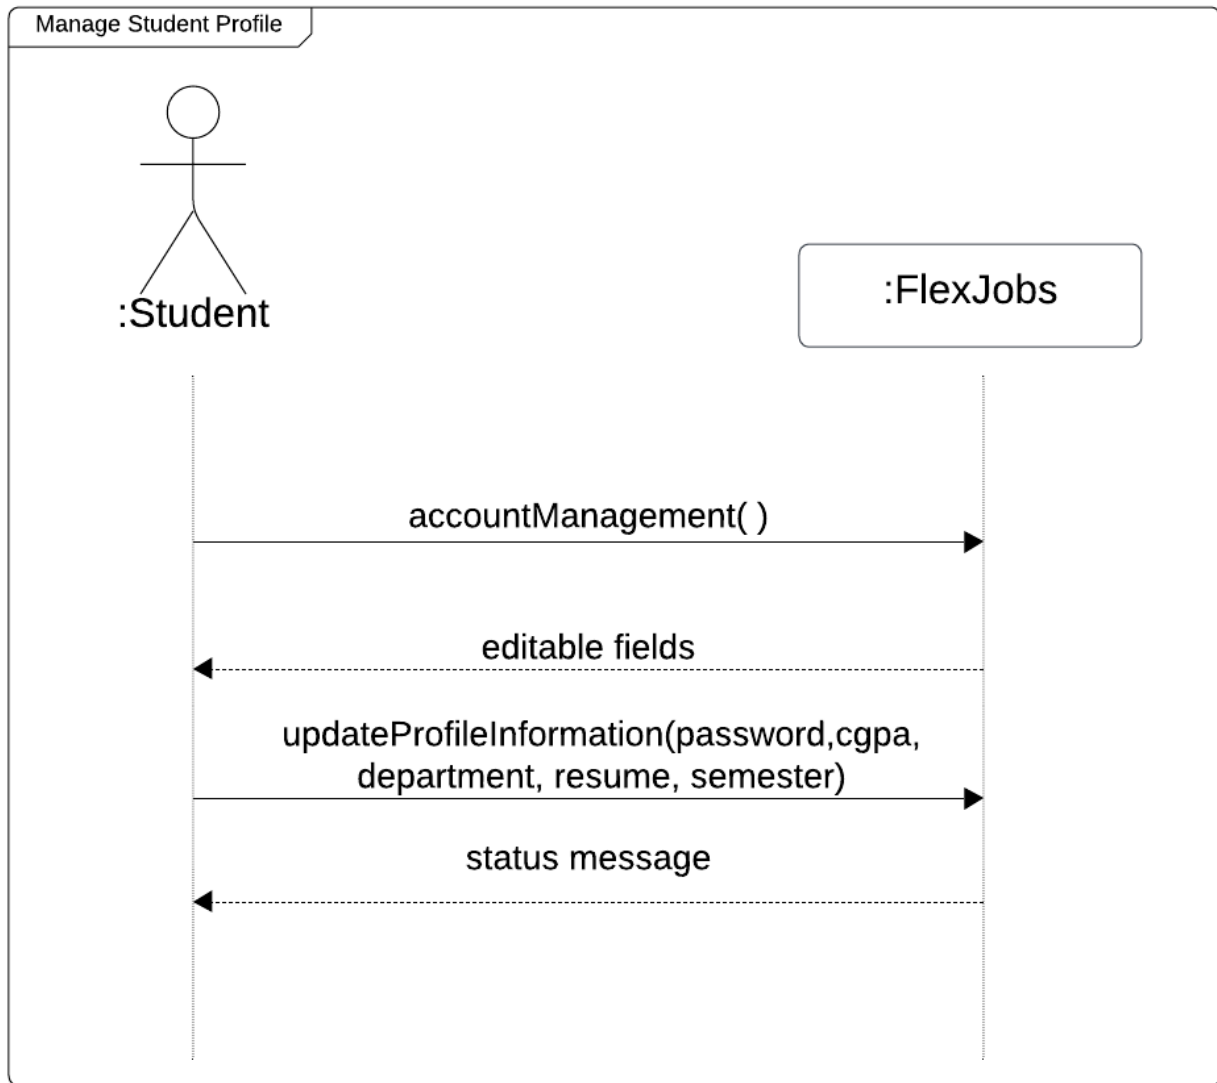 Manage Student Profile
:Student
:FlexJobs
accountManagement( )
editable fields
updateProfileInformation(password,cgpa,
department, resume, semester)
status message